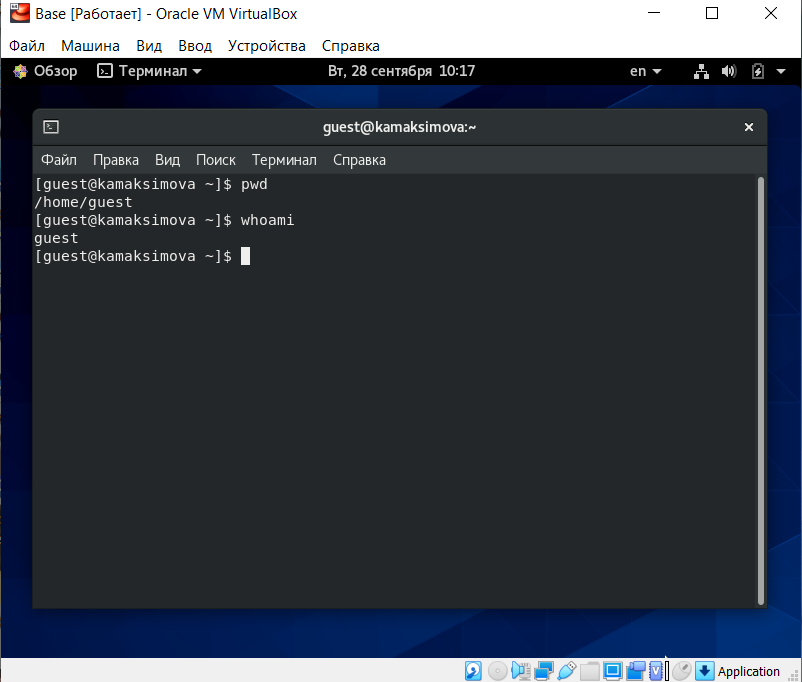 Base [Работает] - Oracle VM VirtualBox
Файл Машина Вид Ввод Устройства Справка
Обзор Терминал Вт, 28 сентября 10:17 en
guest@kamaksimova:~
Файл Правка Вид Поиск Терминал Справка
[guest@kamaksimova ~]$ pwd
/home/guest
[guest@kamaksimova ~]$ whoami
guest
[guest@kamaksimova ~]$
Application